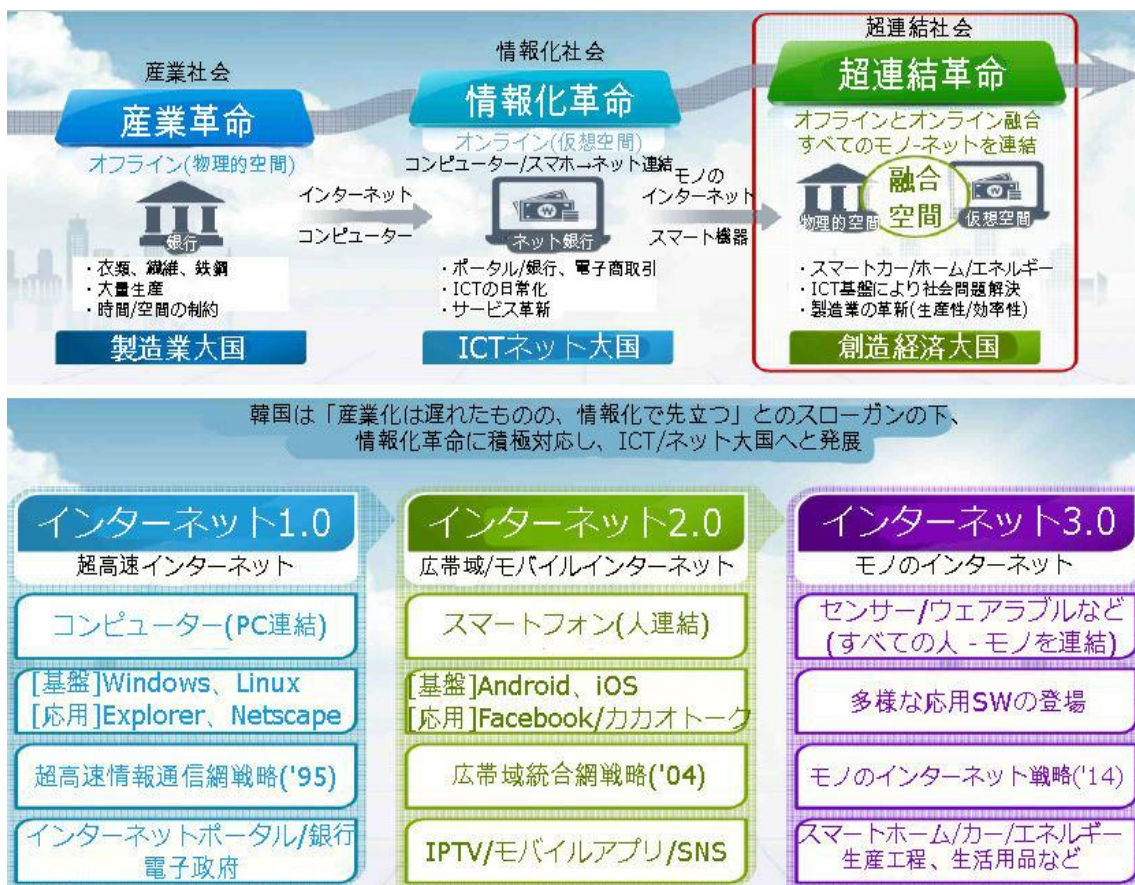 産業社会
産業革命
オフライン(物理的空間)
銀行
・衣類、繊維、鉄鋼
・大量生産
・時間/空間の制約
製造業大国
インターネット
コンピューター
情報化社会
情報化革命
オンライン(仮想空間)
コンピューター/スマホ→ネット連結
ネット銀行
・ポータル/銀行、電子商取引
・ICTの日常化
・サービス革新
ICTネット大国
モノの
インターネット
スマート機器
超連結社会
超連結革命
オフラインとオンライン融合
すべてのモノ-ネットを連結
物理的空間
融合
空間
仮想空間
・スマートカー/ホーム/エネルギー
・ICT基盤により社会問題解決
・製造業の革新(生産性/効率性)
創造経済大国
韓国は「産業化は遅れたものの、情報化で先立つ」とのスローガンの下、
情報化革命に積極対応し、ICT/ネット大国へと発展
インターネット1.0
超高速インターネット
コンピューター(PC連結)
[基盤]Windows、Linux
[応用]Explorer、Netscape
超高速情報通信網戦略('95)
インターネットポータル/銀行
電子政府
インターネット2.0
広帯域/モバイルインターネット
スマートフォン(人連結)
[基盤]Android、iOS
[応用]Facebook/カカオトーク
広帯域統合網戦略('04)
IPTV/モバイルアプリ/SNS
インターネット3.0
モノのインターネット
センサー/ウェアラブルなど
(すべての人 - モノを連結)
多様な応用SWの登場
モノのインターネット戦略('14)
スマートホーム/カー/エネルギー
生産工程、生活用品など